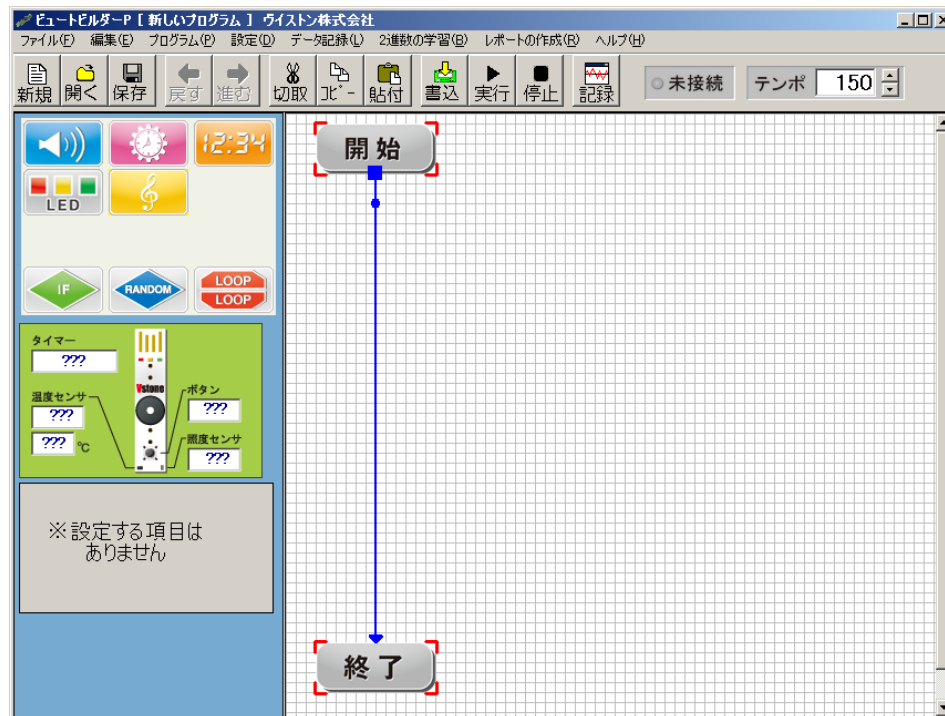 ビュートビルダーP [ 新しいプログラム ] ヴイストン株式会社
ファイル(F) 編集(E) プログラム(P) 設定(D) データ記録(L) 2進数の学習(B) レポートの作成(R) ヘルプ(H)
新規 開く 保存 戻す 進む 切取 コピー 貼付 書込 実行 停止 記録 未接続 テンポ 150
12:34
LED
IF RANDOM LOOP
LOOP
タイマー
???
Vstone
温度センサ
???
??? ℃
ボタン
???
照度センサ
???
※設定する項目は
ありません
開始
終了